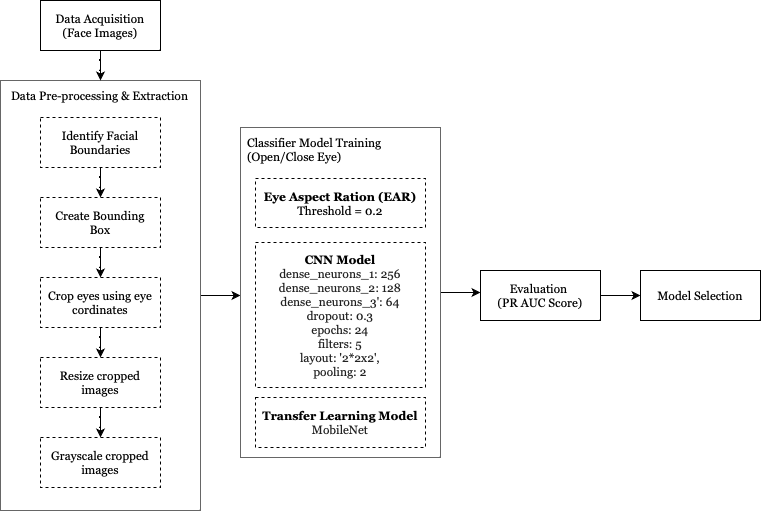 Data Acquisition
(Face Images)
Data Pre-processing & Extraction
Identify Facial
Boundaries
Create Bounding
Box
Crop eyes using eye
cordinates
Resize cropped
images
Grayscale cropped
images
Classifier Model Training
(Open/Close Eye)
Eye Aspect Ration (EAR)
Threshold = 0.2
CNN Model
dense_neurons_1: 256
dense_neurons_2: 128
dense_neurons_3': 64
dropout: 0.3
epochs: 24
filters: 5
layout: '2*2x2',
pooling: 2
Transfer Learning Model
MobileNet
Evaluation
(PR AUC Score)
Model Selection